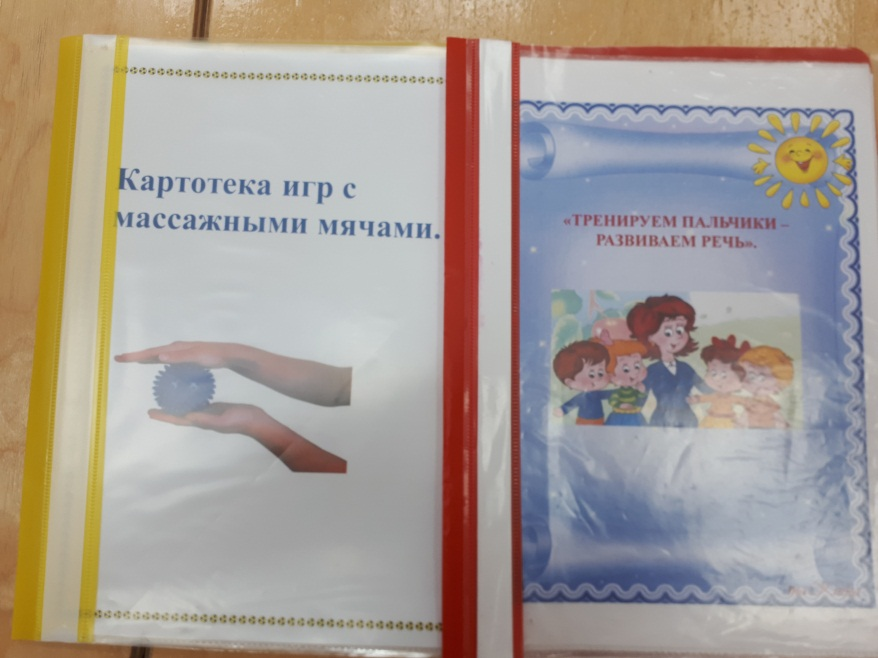 Картотека игр с
массажными мячами.
«ТРЕНИРУЕМ ПАЛЬЧИКИ –
РАЗВИВАЕМ РЕЧЬ».